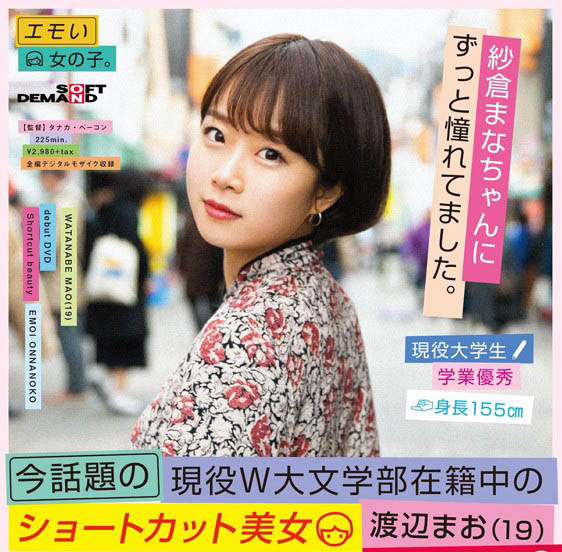 エモい
女の子。
SOFT
DEMAND
【監督】タナカ・ベーコン
225min.
¥2,980+tax
全編デジタルモザイク収録
WATANABE MAO(19)
debut DVD
Shortcut beauty
EMOI ONNANOKO
紗倉まなちゃんに
ずっと憧れてました。
現役大学生
学業優秀
身長155㎝
今話題の 現役W大文学部在籍中の
ショートカット美女 渡辺まお(19)